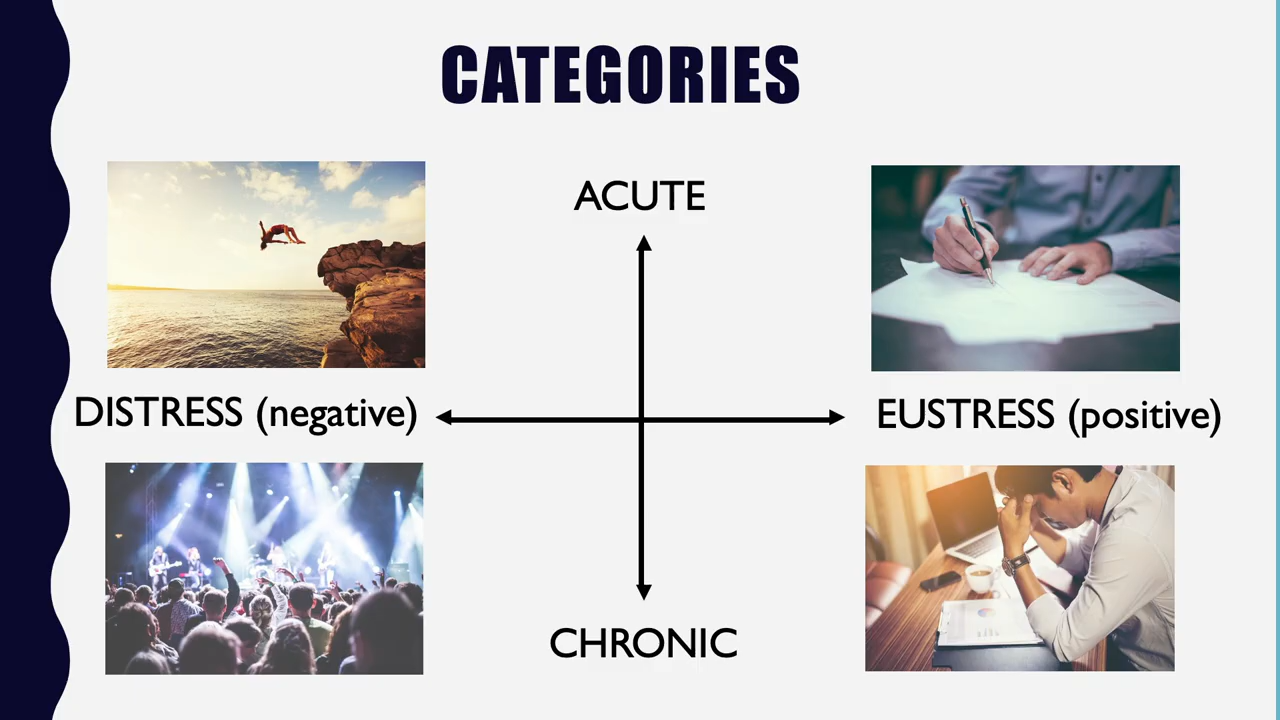 CATEGORIES
ACUTE
DISTRESS (negative)
EUSTRESS (positive)
CHRONIC